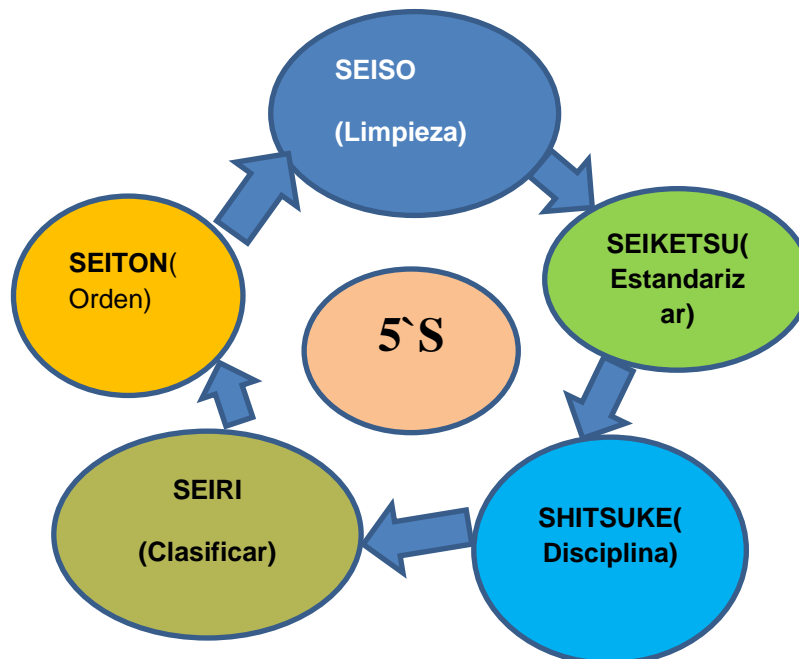 SEISO
(Limpieza)
SEIKETSU(
Estandariz
ar)
SEITON(
Orden)
5`S
SEIRI
(Clasificar)
SHITSUKE(
Disciplina)